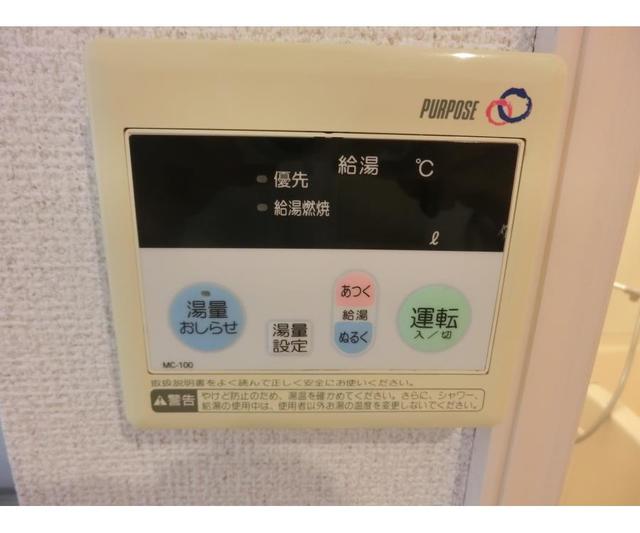 PURPOSE
給湯 ℃
優先
給湯燃焼
ℓ
湯量
おしらせ
湯量
設定
あつく
給湯
ぬるく
運転
入／切
MC-100
取扱説明書をよく読んで正しく安全にお使いください。
警告 やけど防止のため、湯温を確かめてください。さらに、シャワー、
給湯の使用中は、使用者以外お湯の温度を変更しないでください。